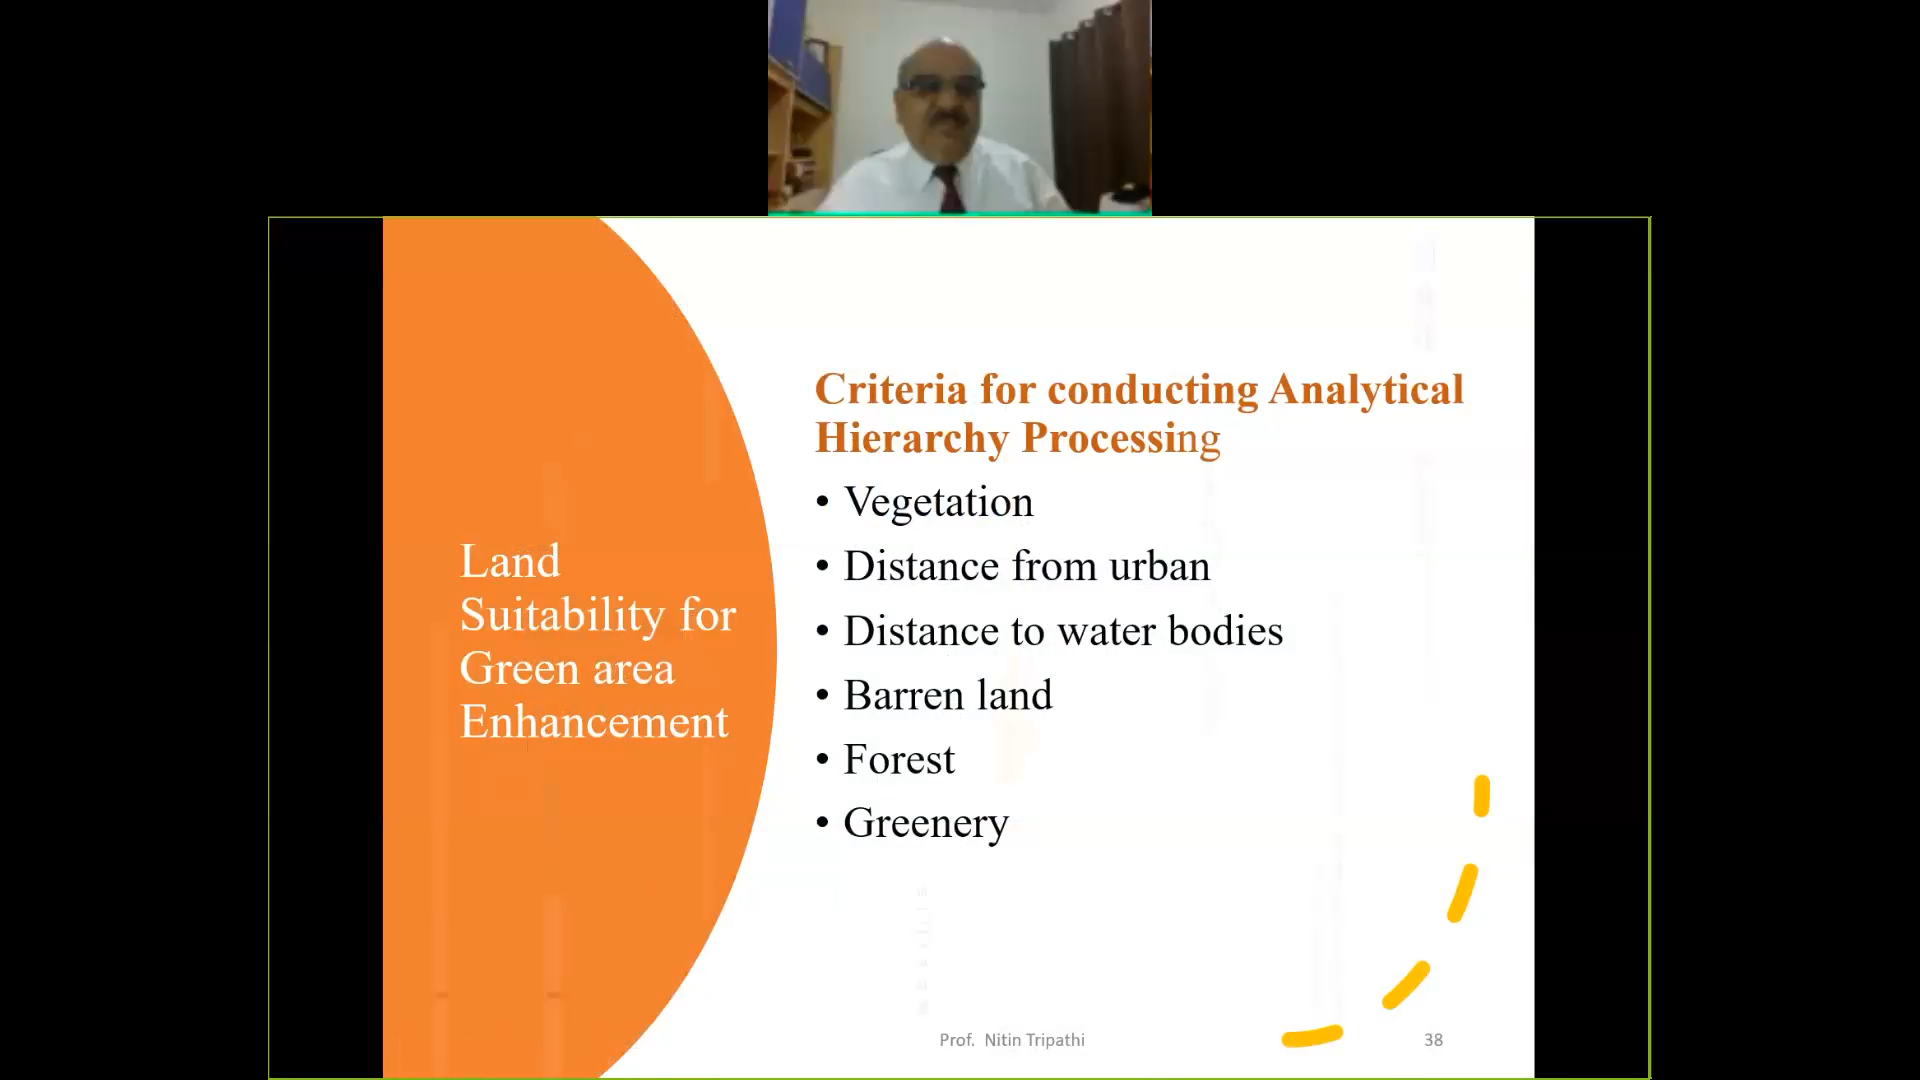 Land
Suitability for
Green area
Enhancement
Criteria for conducting Analytical
Hierarchy Processing
• Vegetation
• Distance from urban
• Distance to water bodies
• Barren land
• Forest
• Greenery
Prof. Nitin Tripathi
38